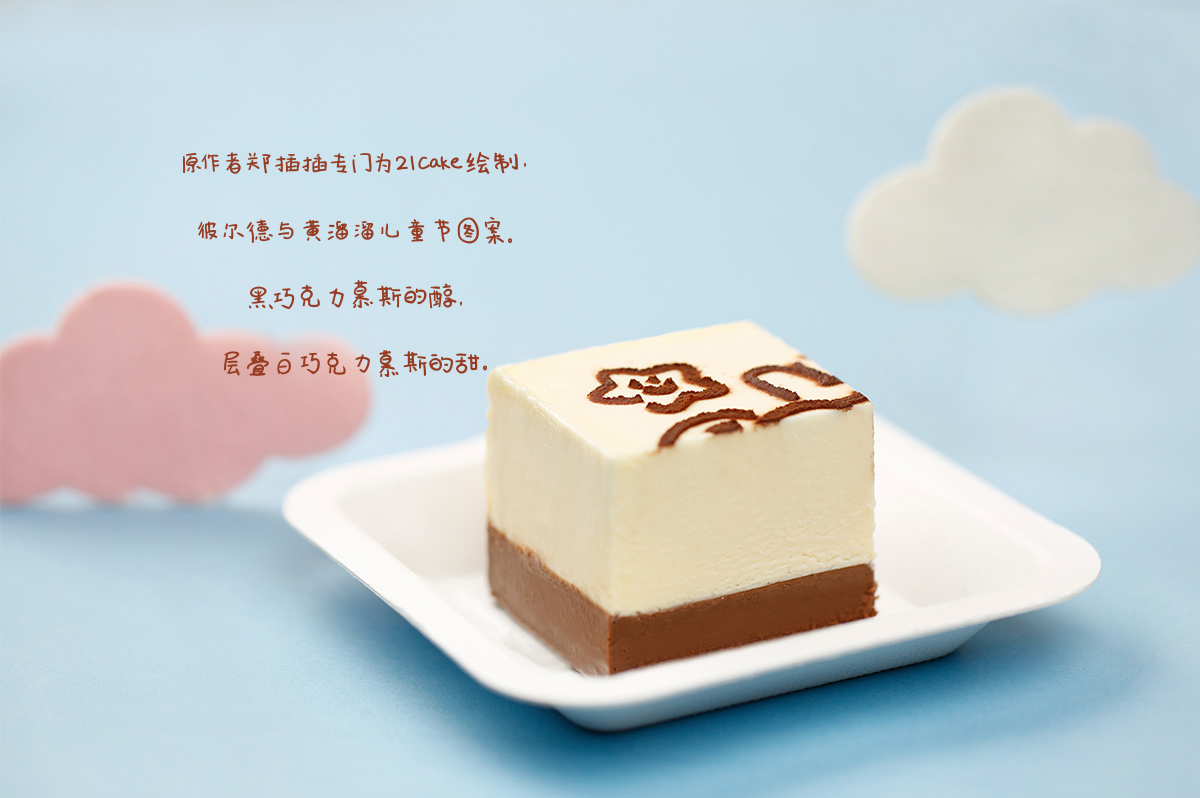 原作者郑插插专门为21cake绘制，
彼尔德与黄溜溜儿童节图案。
黑巧克力慕斯的醇，
层叠白巧克力慕斯的甜。